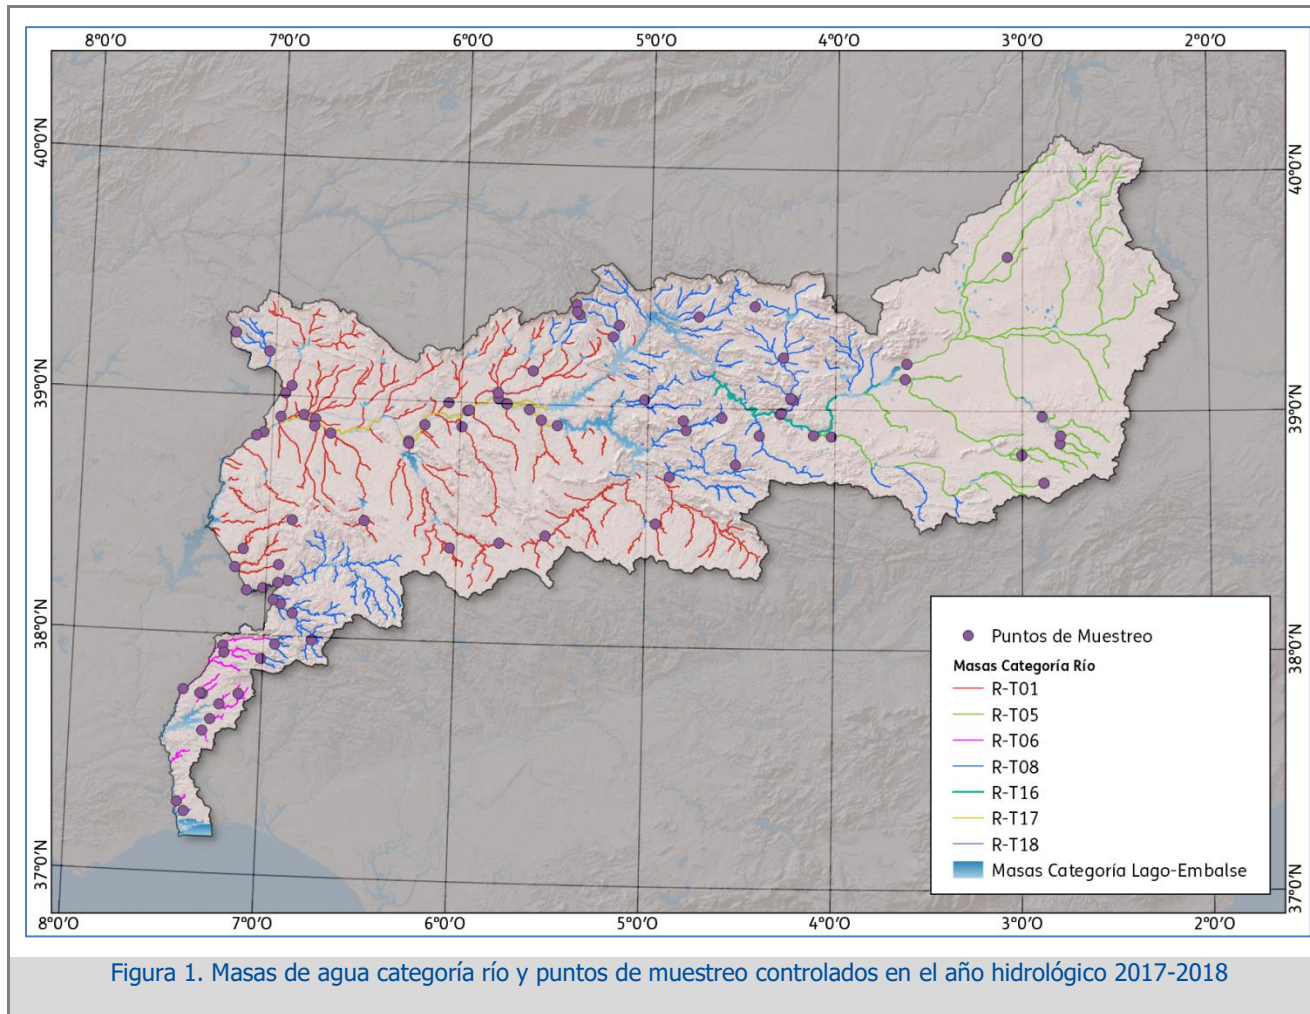 8°0'O 7°0'O 6°0'O 5°0'O 4°0'O 3°0'O 2°0'O
40°0'N 40°0'N
39°0'N 39°0'N
38°0'N 38°0'N
37°0'N 37°0'N
Puntos de Muestreo
Masas Categoría Río
R-T01
R-T05
R-T06
R-T08
R-T16
R-T17
R-T18
Masas Categoría Lago-Embalse
8°0'O 7°0'O 6°0'O 5°0'O 4°0'O 3°0'O 2°0'O
Figura 1. Masas de agua categoría río y puntos de muestreo controlados en el año hidrológico 2017-2018